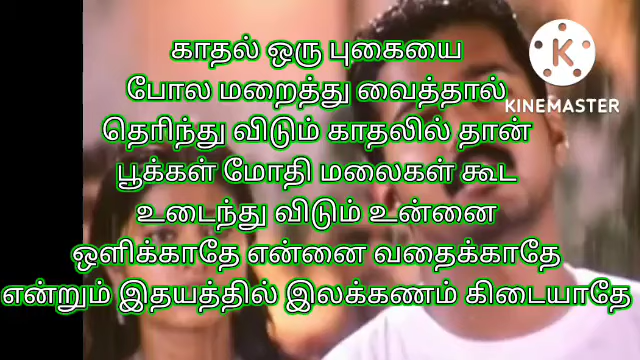 காதல் ஒரு புகையை
போல மறைத்து வைத்தால்
தெரிந்து விடும் காதலில் தான்
பூக்கள் மோதி மலைகள் கூட
உடைந்து விடும் உன்னை
ஒளிக்காதே என்னை வதைக்காதே
என்றும் இதயத்தில் இலக்கணம் கிடையாதே
K
KINEMASTER